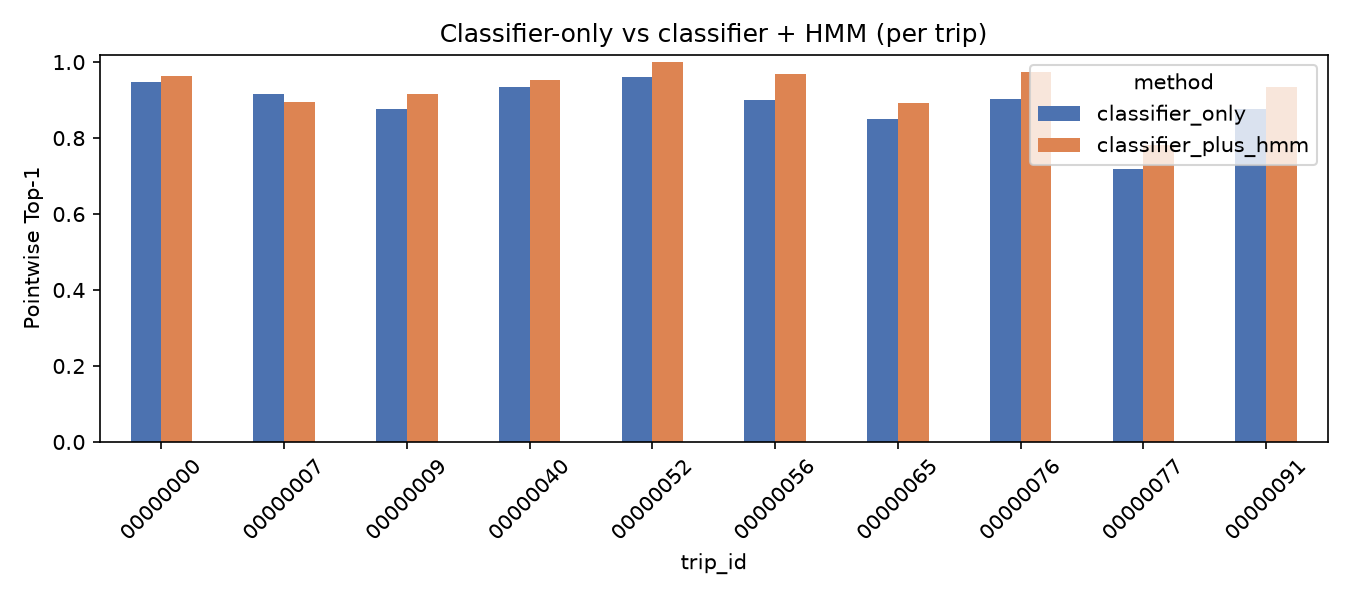 Classifier-only vs classifier + HMM (per trip)
method
classifier_only
classifier_plus_hmm
Pointwise Top-1
1.0
0.8
0.6
0.4
0.2
0.0
00000000
00000007
00000009
00000040
00000052
00000056
00000065
00000076
00000077
00000091
trip_id